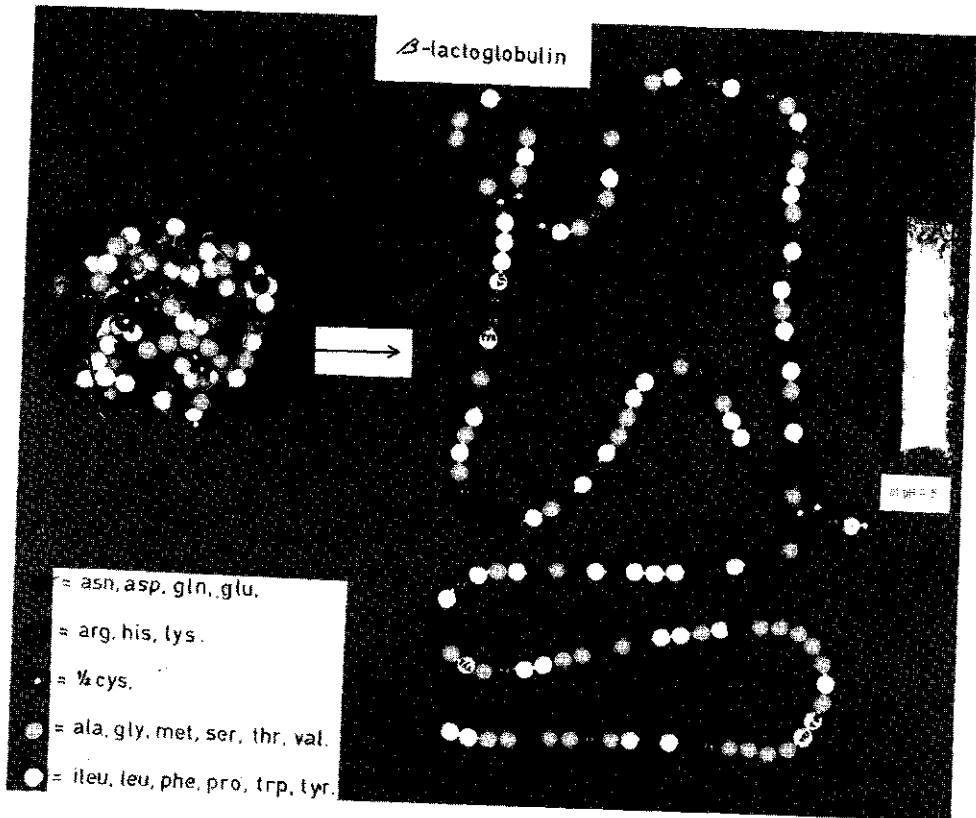 β-lactoglobulin
= asn, asp, gln, glu,
= arg, his, lys.
= ½ cys,
= ala, gly, met, ser, thr, val.
= ileu, leu, phe, pro, trp, tyr.